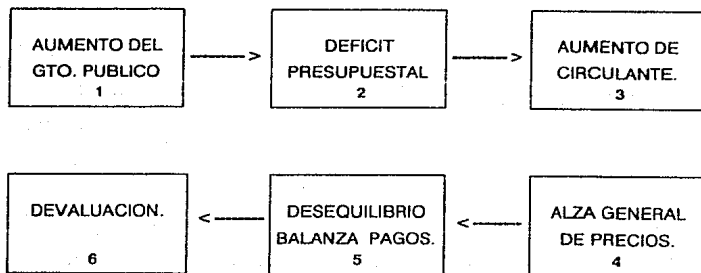 AUMENTO DEL
GTO. PUBLICO
1
DEFICIT
PRESUPUESTAL
2
AUMENTO DE
CIRCULANTE.
3
DEVALUACION.
6
DESEQUILIBRIO
BALANZA PAGOS.
5
ALZA GENERAL
DE PRECIOS.
4